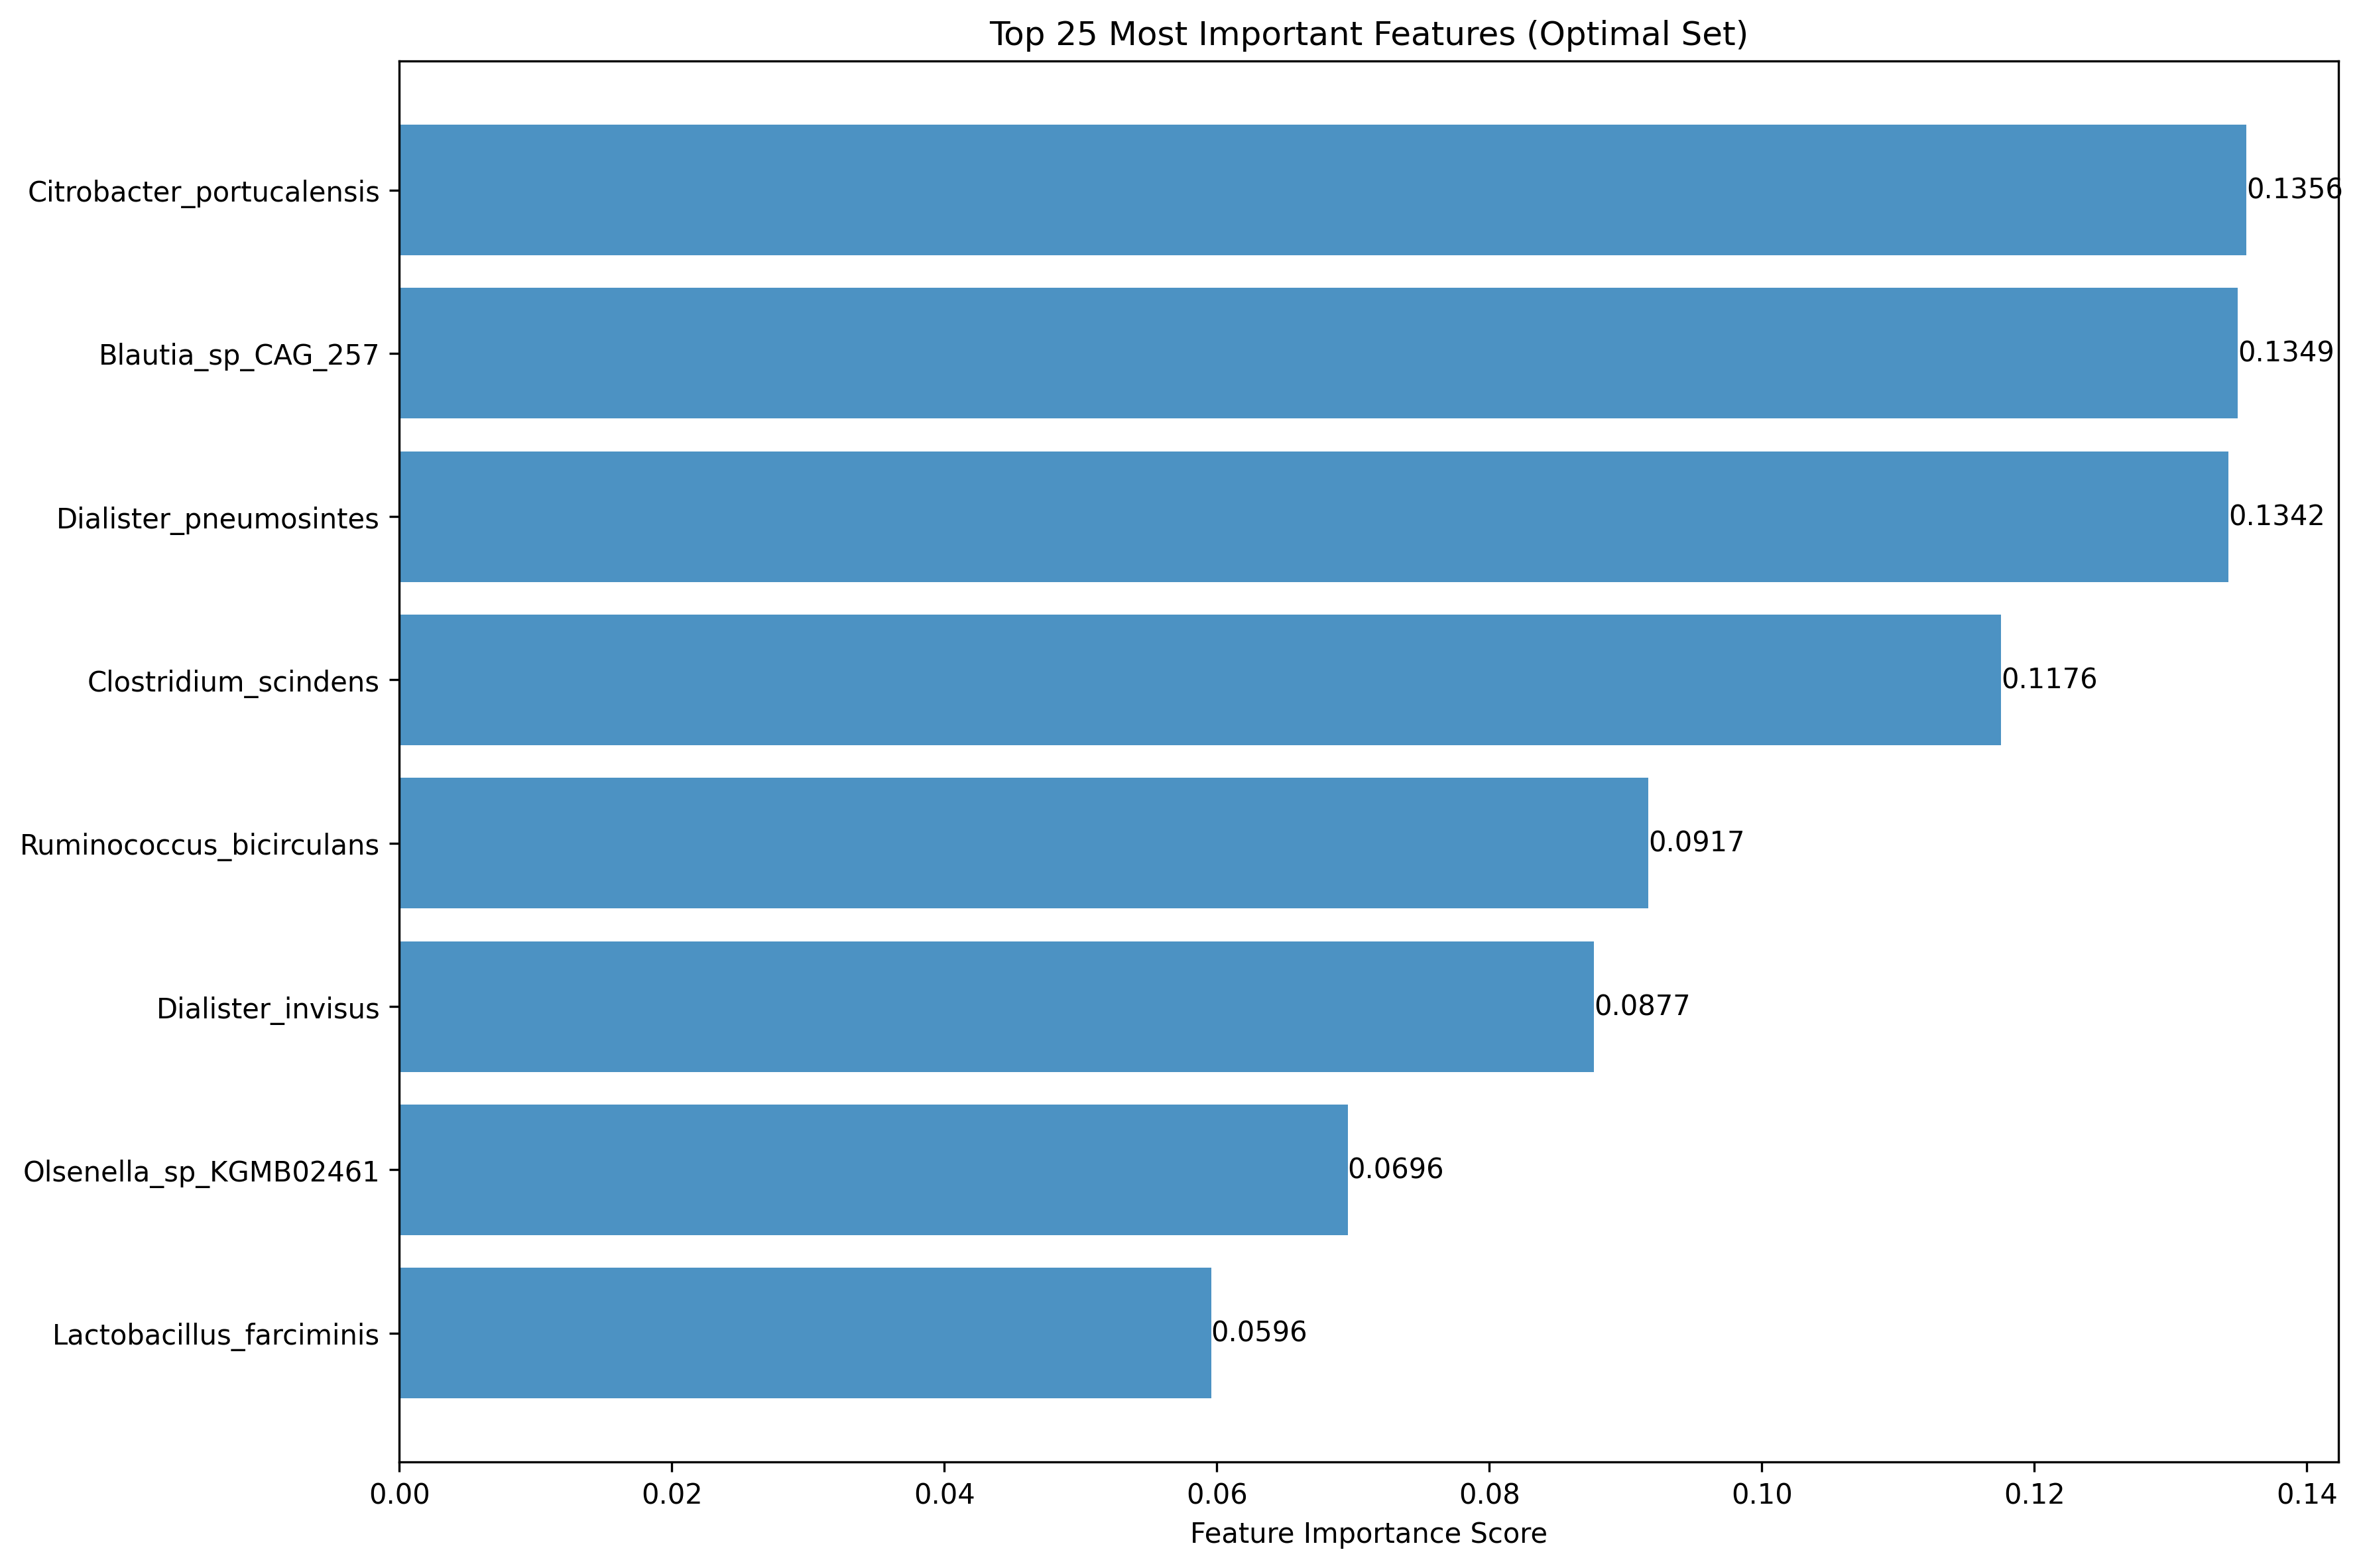 Top 25 Most Important Features (Optimal Set)
Citrobacter_portucalensis 0.1356
Blautia_sp_CAG_257 0.1349
Dialister_pneumosintes 0.1342
Clostridium_scindens 0.1176
Ruminococcus_bicirculans 0.0917
Dialister_invisus 0.0877
Olsenella_sp_KGMB02461 0.0696
Lactobacillus_farciminis 0.0596
0.00 0.02 0.04 0.06 0.08 0.10 0.12 0.14
Feature Importance Score